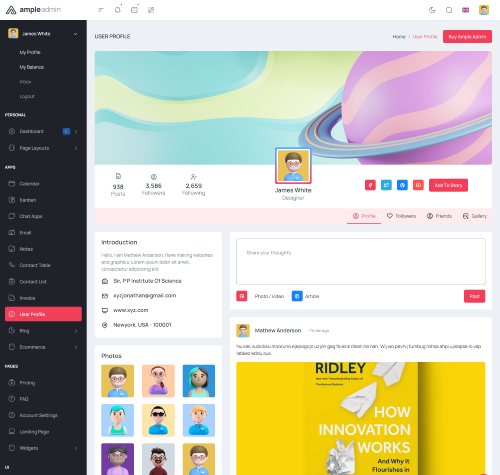 ampleadmin
James White
My Profile
My Balance
Inbox
Logout
PERSONAL
Dashboard
Page Layouts
APPS
Calendar
Kanban
Chat Apps
Email
Notes
Contact Table
Contact List
Invoice
User Profile
Blog
Ecommerce
PAGES
Pricing
FAQ
Account Settings
Landing Page
Widgets
UI
USER PROFILE
Home / User Profile
Buy Ample Admin
938
Posts
3,586
Followers
2,659
Following
James White
Designer
Add To Story
Profile
Followers
Friends
Gallery
Introduction
Hello, I am Mathew Anderson. I love making websites
and graphics. Lorem ipsum dolor sit amet,
consectetur adipiscing elit.
Sir, P P Institute Of Science
xyzjonathan@gmail.com
www.xyz.com
Newyork, USA - 100001
Photos
Share your thoughts
Photo / Video
Article
Post
Mathew Anderson
15 min ago
RIDLEY
HOW
INNOVATION
WORKS
And Why It
Flourishes in